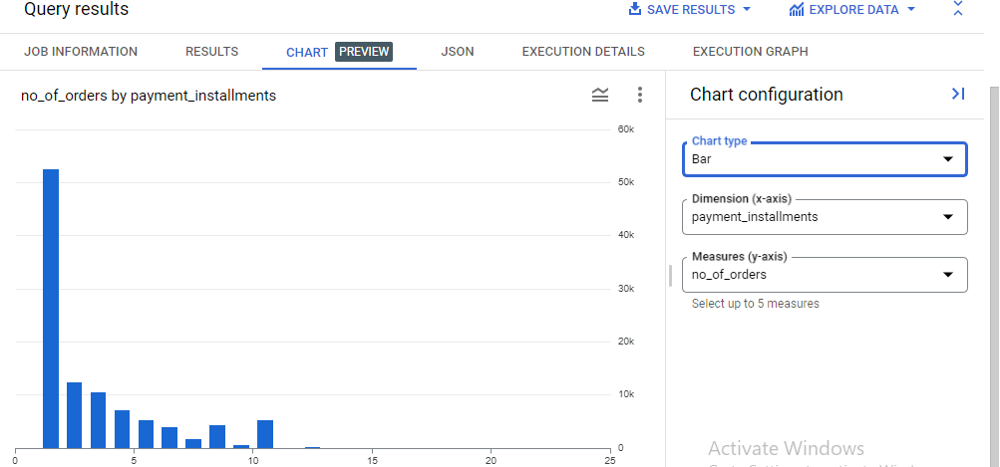 Query results
SAVE RESULTS
EXPLORE DATA
JOB INFORMATION
RESULTS
CHART PREVIEW
JSON
EXECUTION DETAILS
EXECUTION GRAPH
no_of_orders by payment_installments
60k
50k
40k
30k
20k
10k
0
0 5 10 15 20 25
Chart configuration
Chart type
Bar
Dimension (x-axis)
payment_installments
Measures (y-axis)
no_of_orders
Select up to 5 measures
Activate Windows